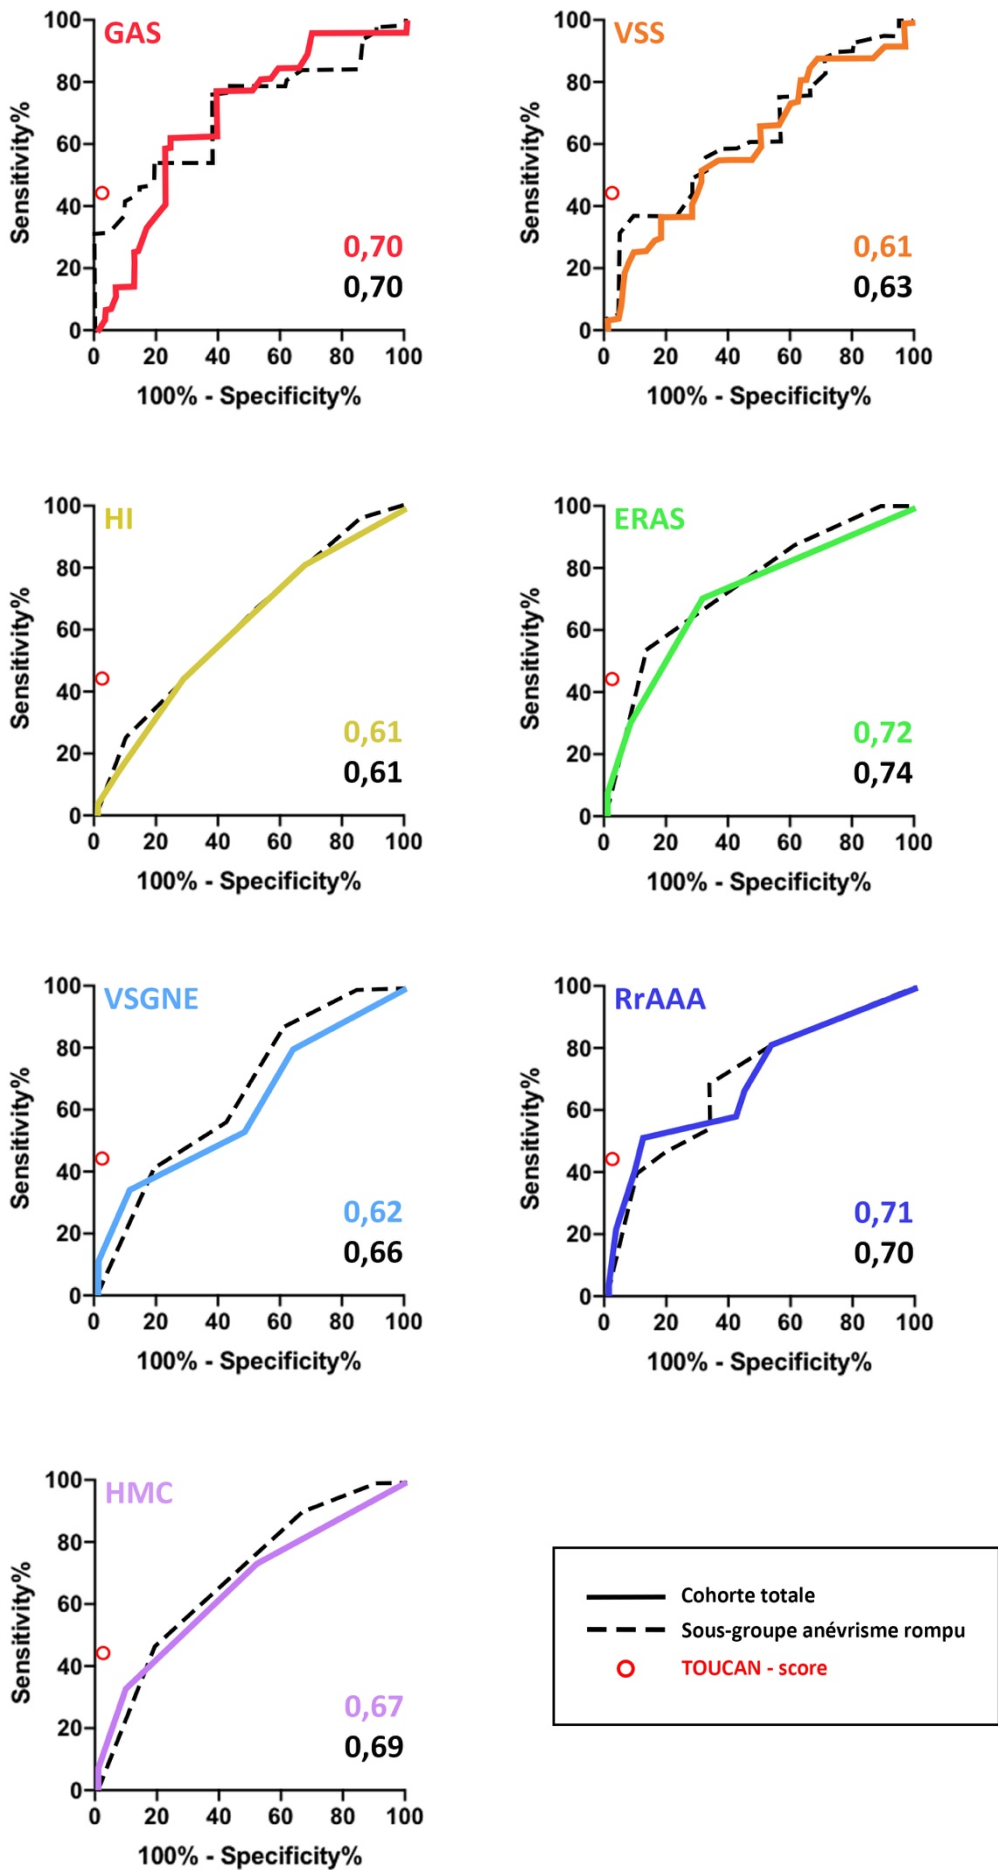 GAS
100
80
60
40
20
0
Sensitivity%
0,70
0,70
0 20 40 60 80 100
100% - Specificity%
VSS
100
80
60
40
20
0
Sensitivity%
0,61
0,63
0 20 40 60 80 100
100% - Specificity%
HI
100
80
60
40
20
0
Sensitivity%
0,61
0,61
0 20 40 60 80 100
100% - Specificity%
ERAS
100
80
60
40
20
0
Sensitivity%
0,72
0,74
0 20 40 60 80 100
100% - Specificity%
VSGNE
100
80
60
40
20
0
Sensitivity%
0,62
0,66
0 20 40 60 80 100
100% - Specificity%
RrAAA
100
80
60
40
20
0
Sensitivity%
0,71
0,70
0 20 40 60 80 100
100% - Specificity%
HMC
100
80
60
40
20
0
Sensitivity%
0,67
0,69
0 20 40 60 80 100
100% - Specificity%
Cohorte totale
Sous-groupe anévrisme rompu
TOUCAN - score